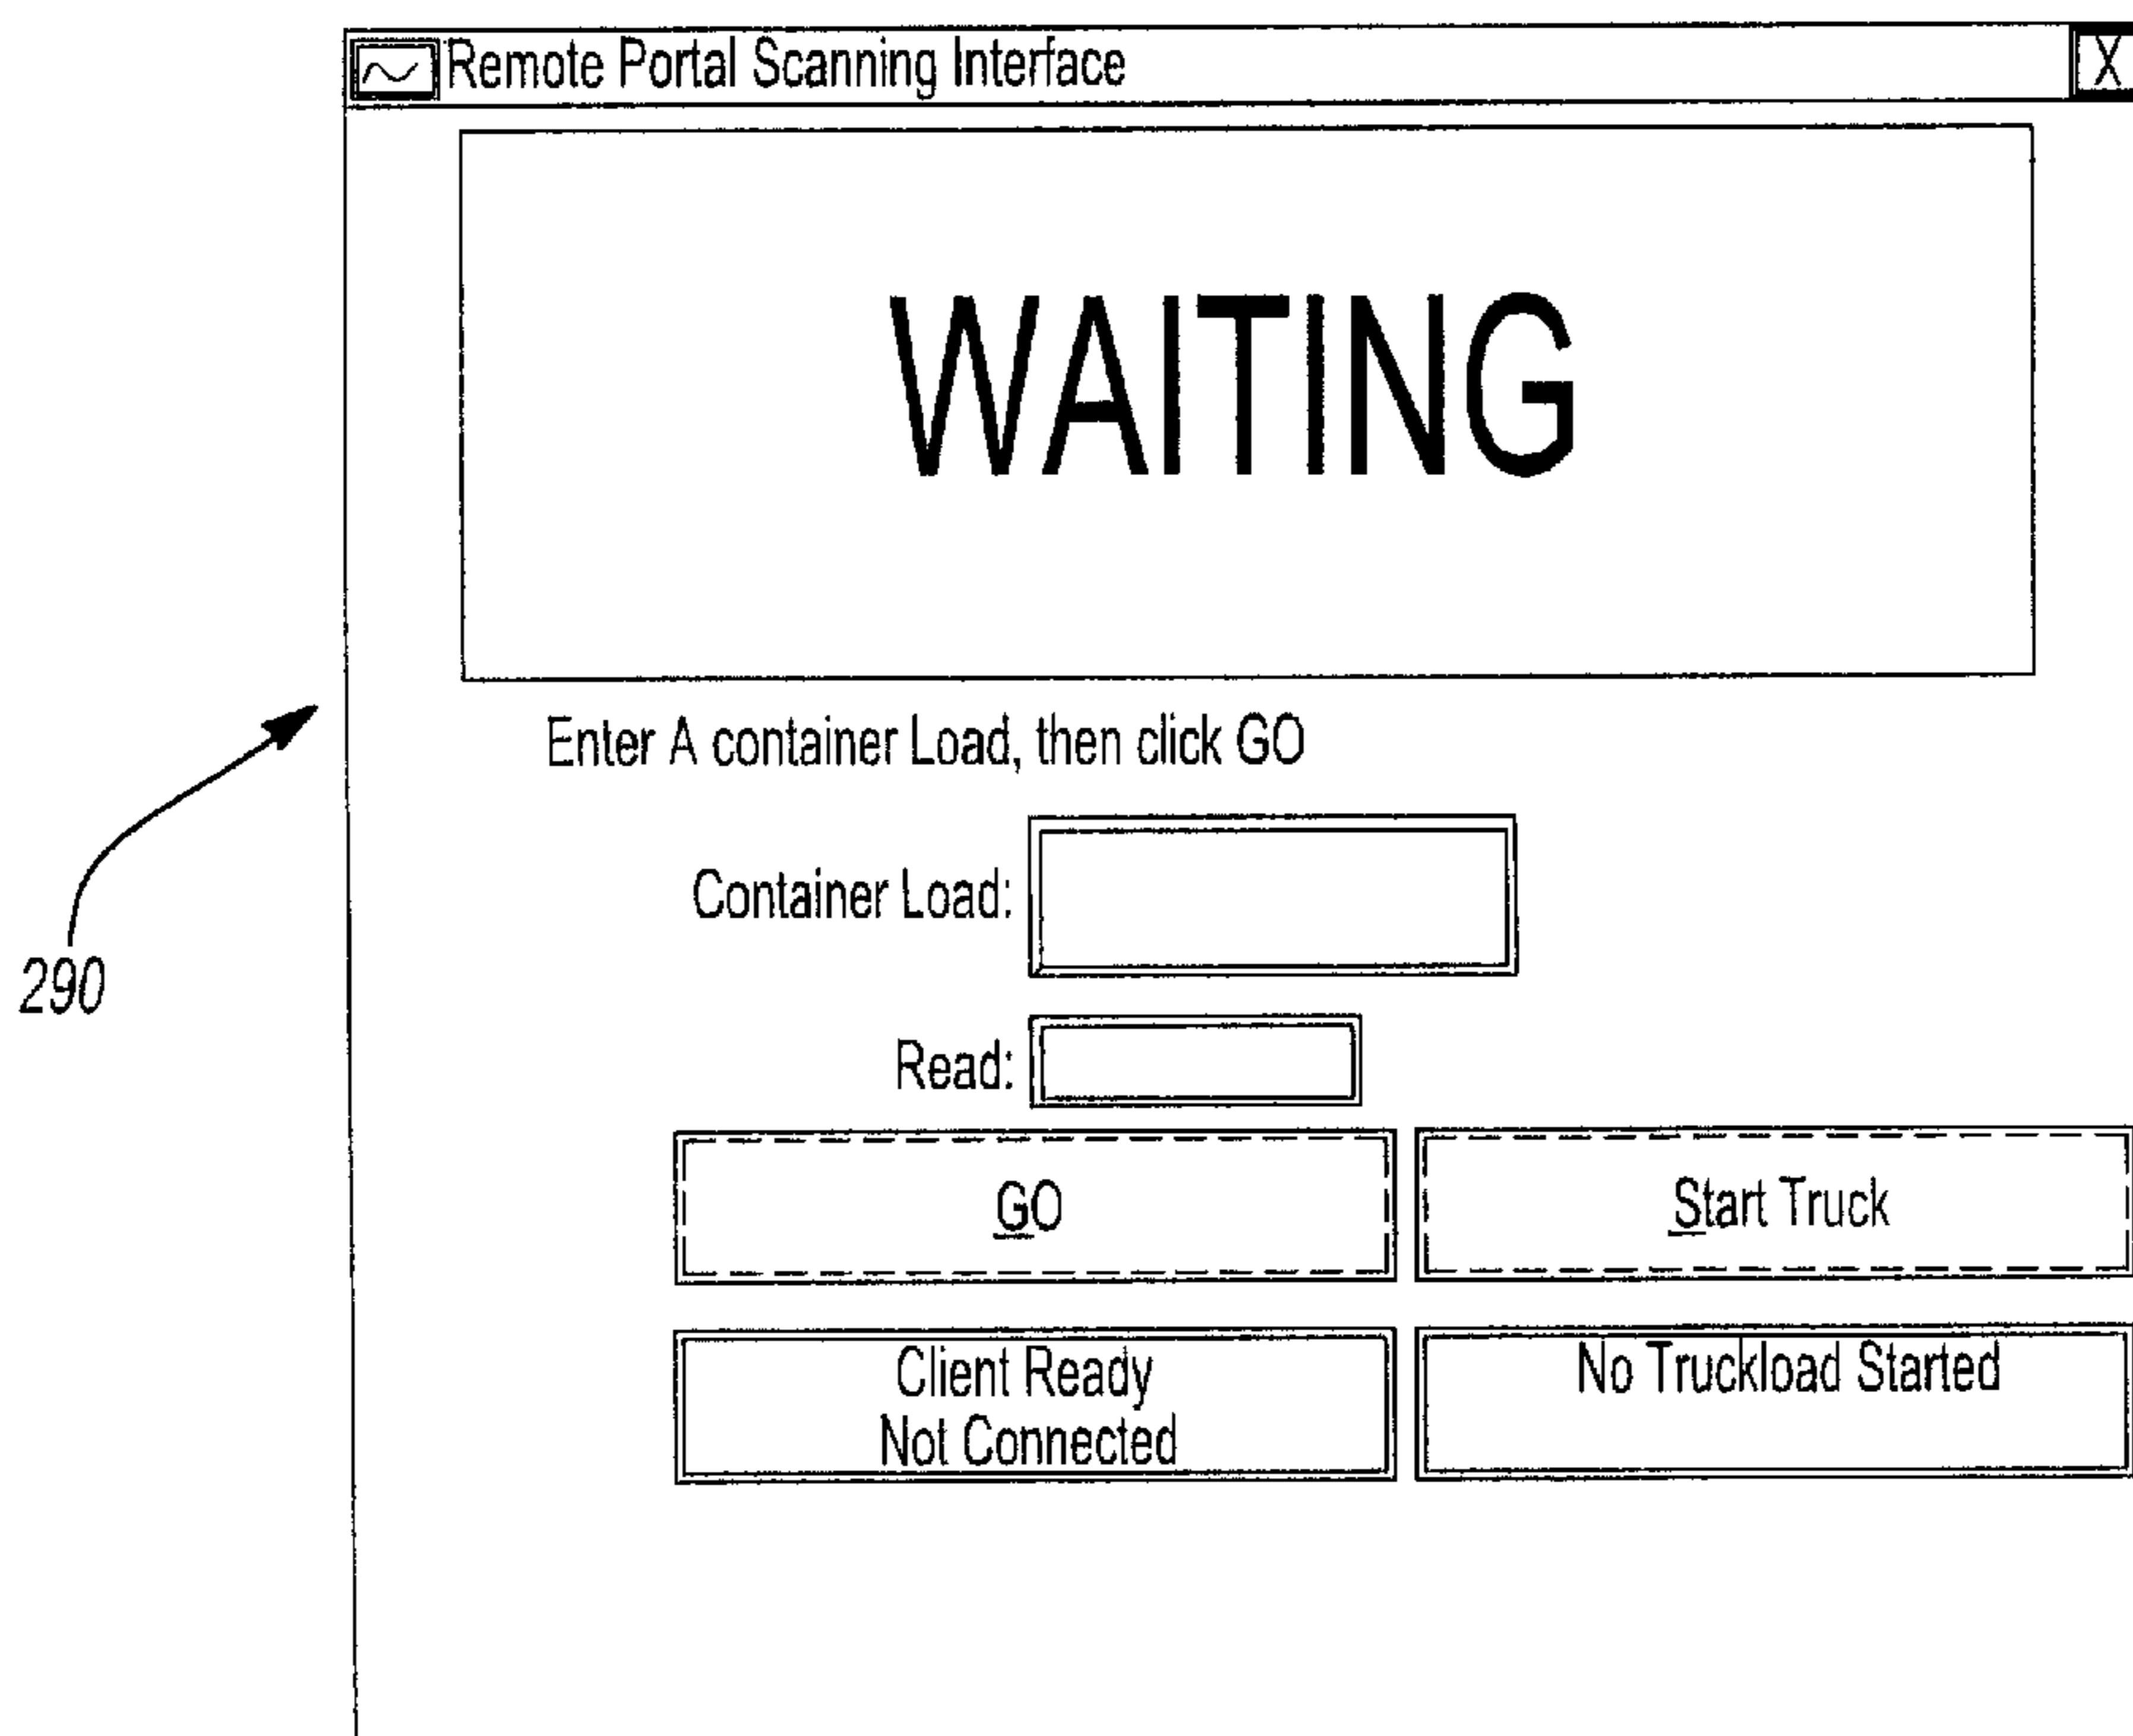 Remote Portal Scanning Interface X
WAITING
Enter A container Load, then click GO
Container Load:
290
Read:
GO Start Truck
Client Ready No Truckload Started
Not Connected